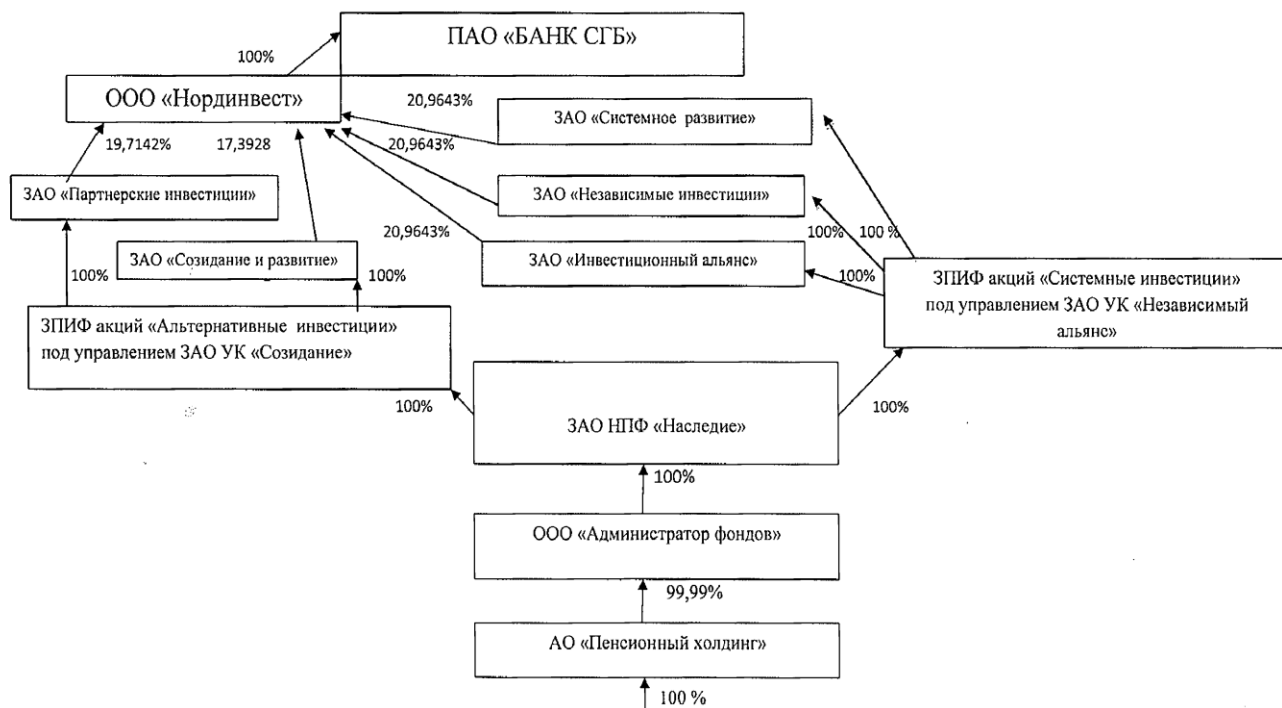 ПАО «БАНК СГБ»
100%
ООО «Нординвест»
20,9643%
ЗАО «Системное развитие»
19,7142%
17,3928
20,9643%
ЗАО «Партнерские инвестиции»
ЗАО «Независимые инвестиции»
20,9643%
100%
100 %
ЗАО «Созидание и развитие»
ЗАО «Инвестиционный альянс»
100%
100%
100%
ЗПИФ акций «Системные инвестиции»
под управлением ЗАО УК «Независимый
альянс»
ЗПИФ акций «Альтернативные инвестиции»
под управлением ЗАО УК «Созидание»
100%
100%
ЗАО НПФ «Наследие»
100%
ООО «Администратор фондов»
99,99%
АО «Пенсионный холдинг»
100 %